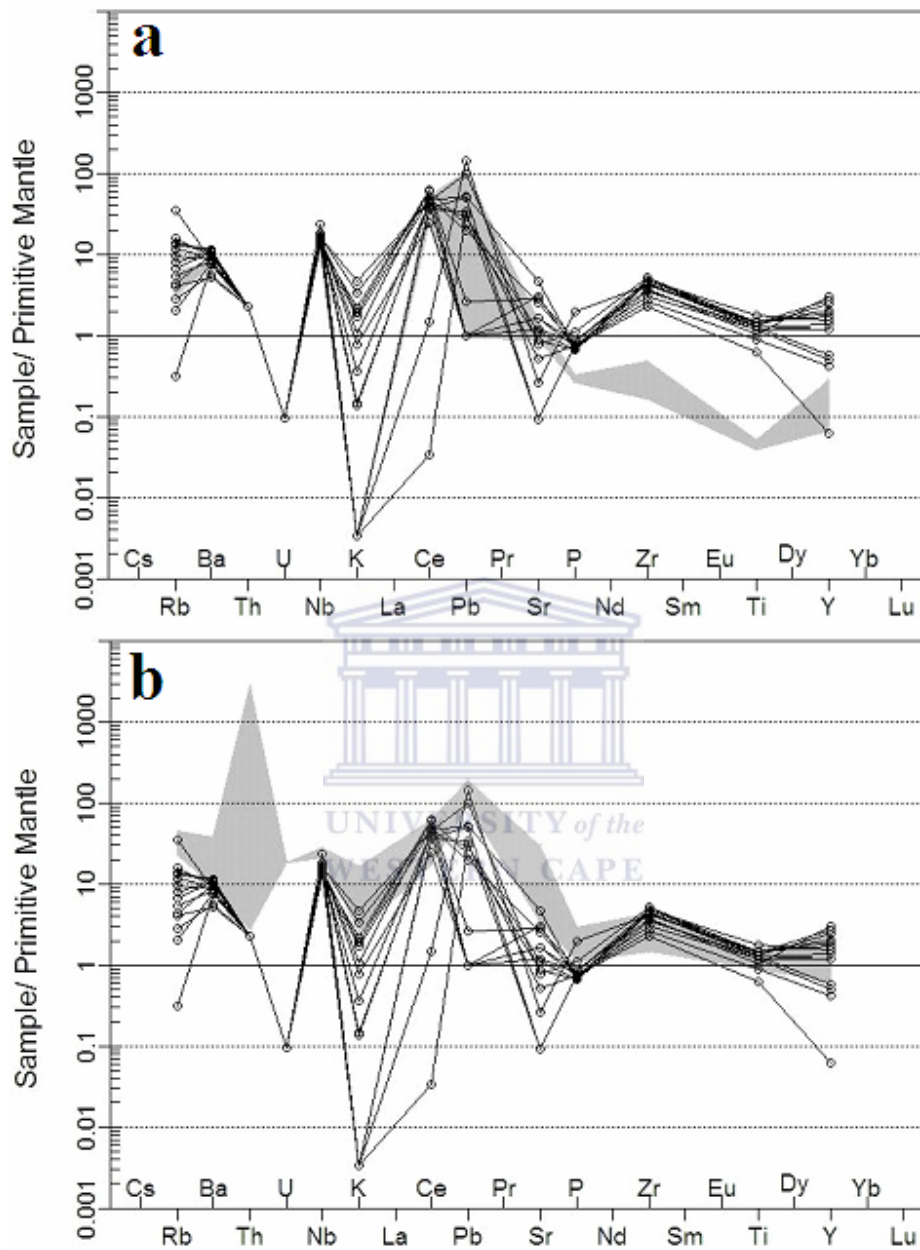 a
1000
100
10
1
0.1
0.01
0.001
Sample/ Primitive Mantle
Cs Ba U K Ce Pr P Zr Eu Dy Yb
Rb Th Nb La Pb Sr Nd Sm Ti Y Lu
b
1000
100
10
1
0.1
0.01
0.001
Sample/ Primitive Mantle
UNIVERSITY of the
WESTERN CAPE
Cs Ba U K Ce Pr P Zr Eu Dy Yb
Rb Th Nb La Pb Sr Nd Sm Ti Y Lu